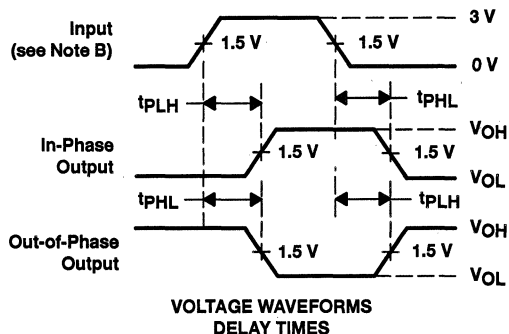 Input
(see Note B)
1.5 V
1.5 V
3 V
0 V
tPLH
tPHL
In-Phase
Output
1.5 V
1.5 V
VOH
VOL
tPHL
tPLH
Out-of-Phase
Output
1.5 V
1.5 V
VOH
VOL
VOLTAGE WAVEFORMS
DELAY TIMES